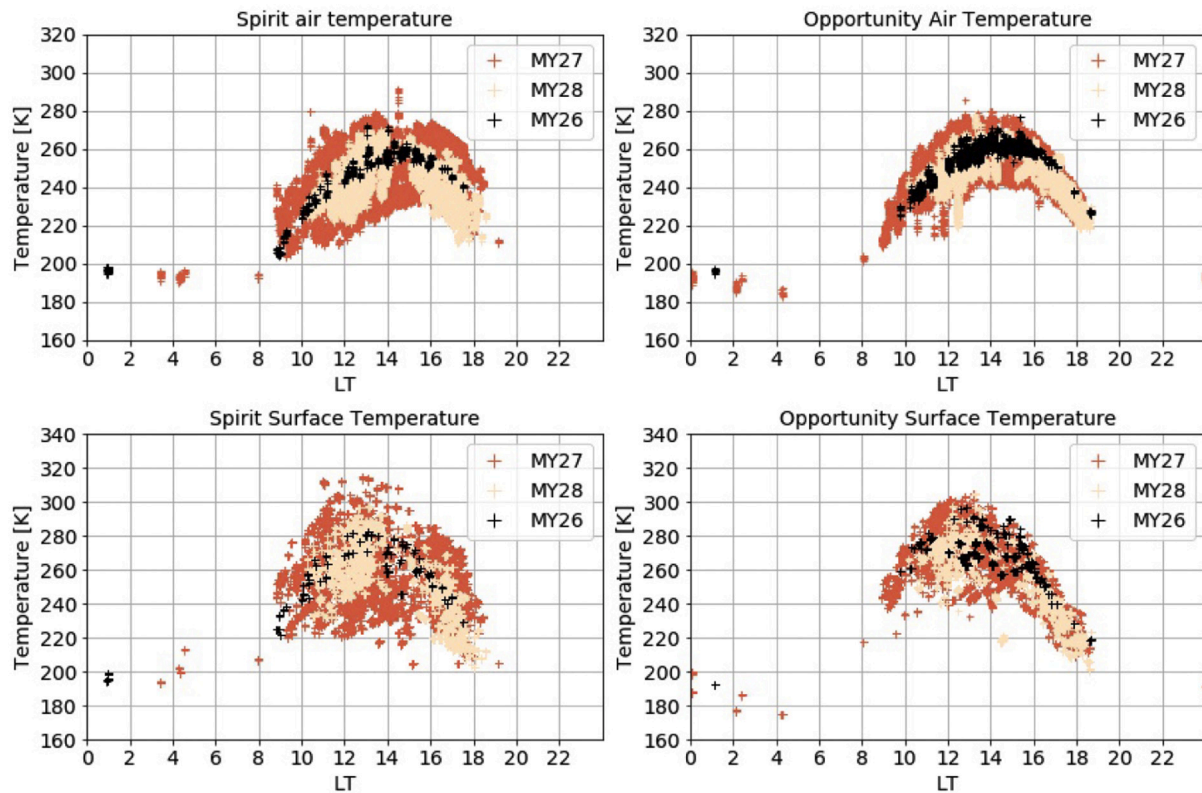 Spirit air temperature
Temperature [K]
320
300
280
260
240
220
200
180
160
0 2 4 6 8 10 12 14 16 18 20 22
LT
MY27
MY28
MY26
Opportunity Air Temperature
Temperature [K]
320
300
280
260
240
220
200
180
160
0 2 4 6 8 10 12 14 16 18 20 22
LT
MY27
MY28
MY26
Spirit Surface Temperature
Temperature [K]
340
320
300
280
260
240
220
200
180
160
0 2 4 6 8 10 12 14 16 18 20 22
LT
MY27
MY28
MY26
Opportunity Surface Temperature
Temperature [K]
340
320
300
280
260
240
220
200
180
160
0 2 4 6 8 10 12 14 16 18 20 22
LT
MY27
MY28
MY26